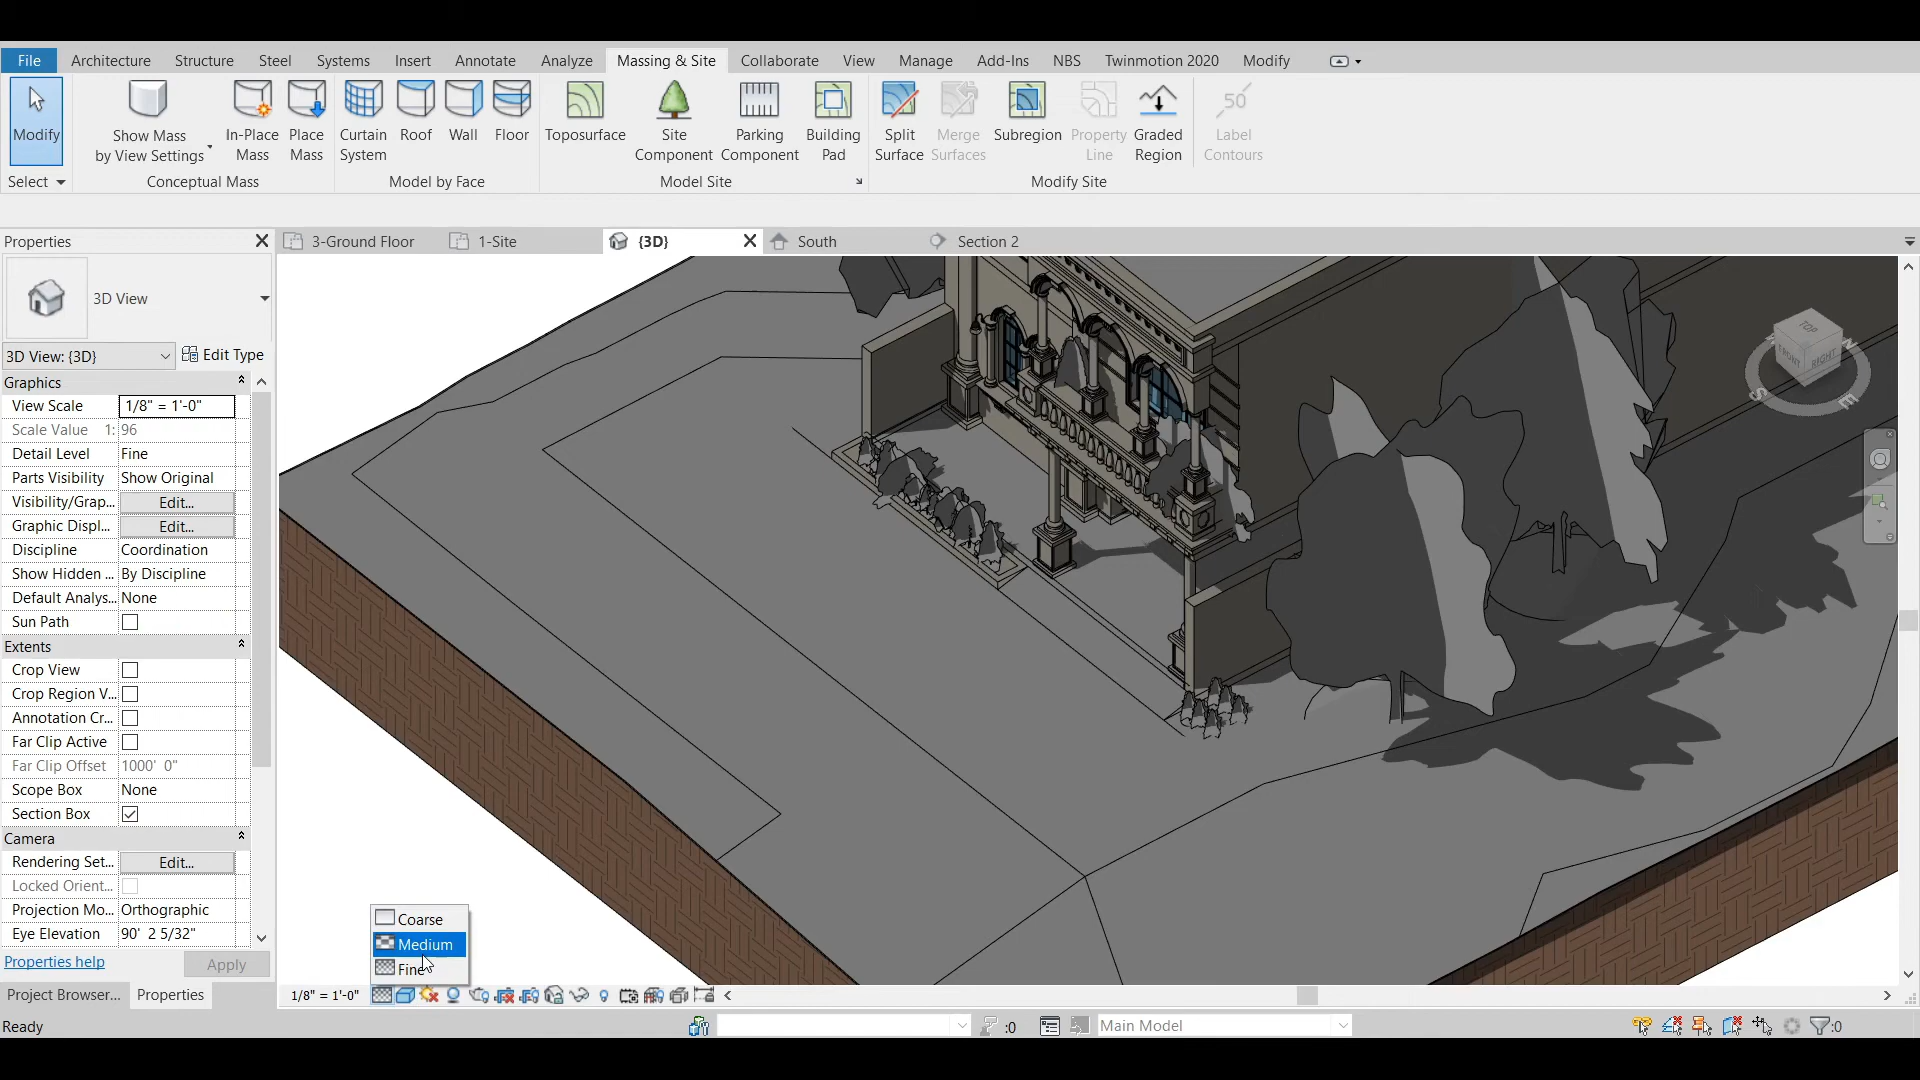 File Architecture Structure Steel Systems Insert Annotate Analyze Massing & Site Collaborate View Manage Add-Ins NBS Twinmotion 2020 Modify
Modify
Show Mass
by View Settings
In-Place
Mass
Place
Mass
Curtain
System
Roof
Wall
Floor
Toposurface
Site
Component
Parking
Component
Building
Pad
Split
Surface
Merge
Surfaces
Subregion
Property
Line
Graded
Region
50
Label
Contours
Select
Conceptual Mass
Model by Face
Model Site
Modify Site
Properties
3-Ground Floor
1-Site
{3D}
South
Section 2
3D View
3D View: {3D}
Edit Type
Graphics
View Scale 1/8" = 1'-0"
Scale Value 1: 96
Detail Level Fine
Parts Visibility Show Original
Visibility/Grap... Edit...
Graphic Displ... Edit...
Discipline Coordination
Show Hidden ... By Discipline
Default Analys... None
Sun Path
Extents
Crop View
Crop Region V...
Annotation Cr...
Far Clip Active
Far Clip Offset 1000' 0"
Scope Box None
Section Box
Camera
Rendering Set... Edit...
Locked Orient...
Projection Mo... Orthographic
Eye Elevation 90' 2 5/32"
Properties help
Apply
Project Browser...
Properties
TOP
FRONT
RIGHT
S
E
Coarse
Medium
Fine
1/8" = 1'-0"
Ready
:0
Main Model
:0